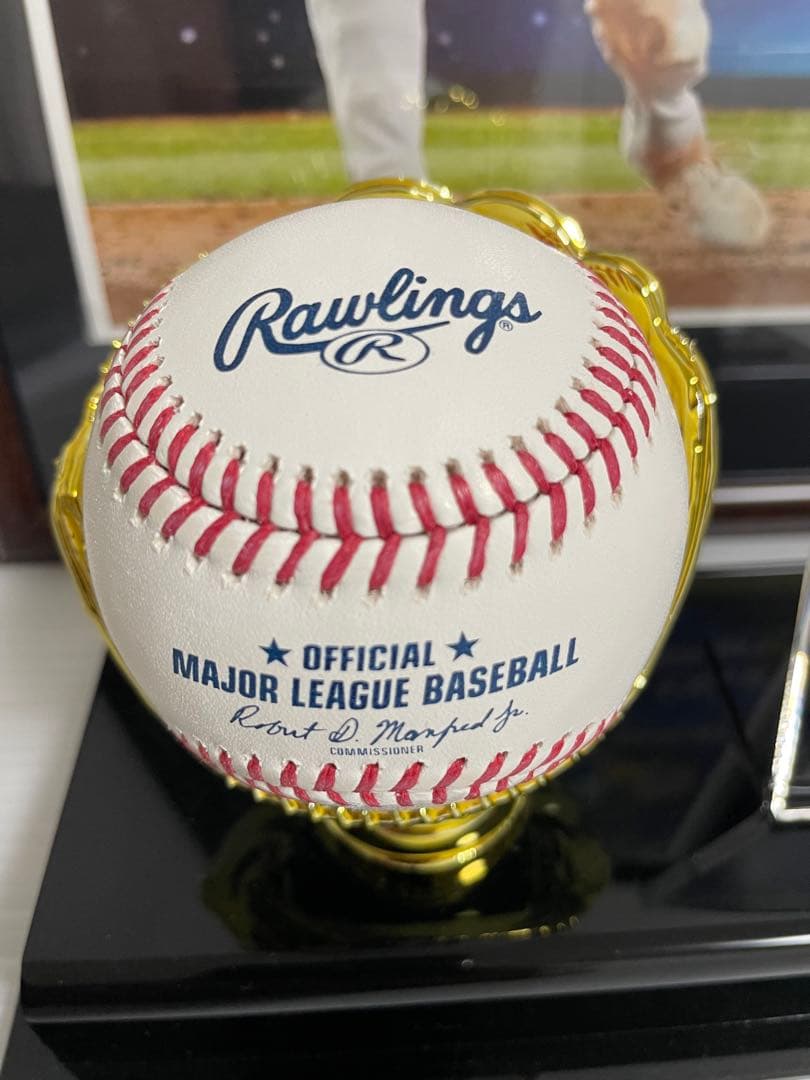 Rawlings®
R
★ OFFICIAL ★
MAJOR LEAGUE BASEBALL
Robert D. Manfred Jr.
COMMISSIONER